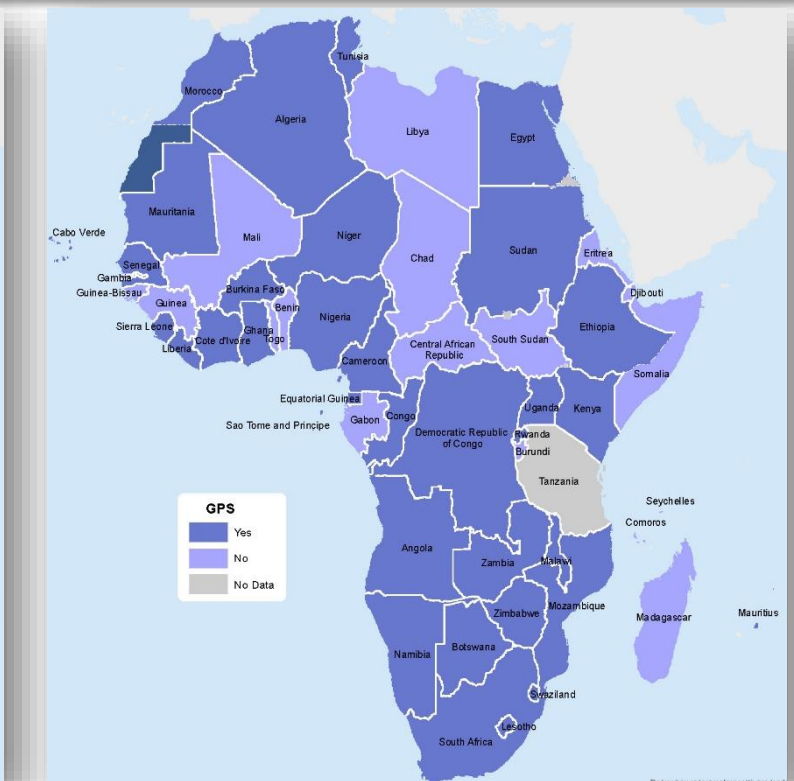 Tunisia
Morocco
Algeria
Libya
Egypt
Mauritania
Cabo Verde
Mali
Niger
Chad
Sudan
Eritrea
Senegal
Gambia
Guinea-Bissau
Guinea
Burkina Faso
Benin
Nigeria
Djibouti
Sierra Leone
Liberia
Cote d'Ivoire
Ghana
Togo
Cameroon
Central African
Republic
South Sudan
Ethiopia
Somalia
Equatorial Guinea
Sao Tome and Principe
Gabon
Congo
Democratic Republic
of Congo
Uganda
Kenya
Rwanda
Burundi
Tanzania
Seychelles
Comoros
GPS
Yes
No
No Data
Angola
Zambia
Malawi
Mozambique
Zimbabwe
Madagascar
Mauritius
Namibia
Botswana
Swaziland
Lesotho
South Africa